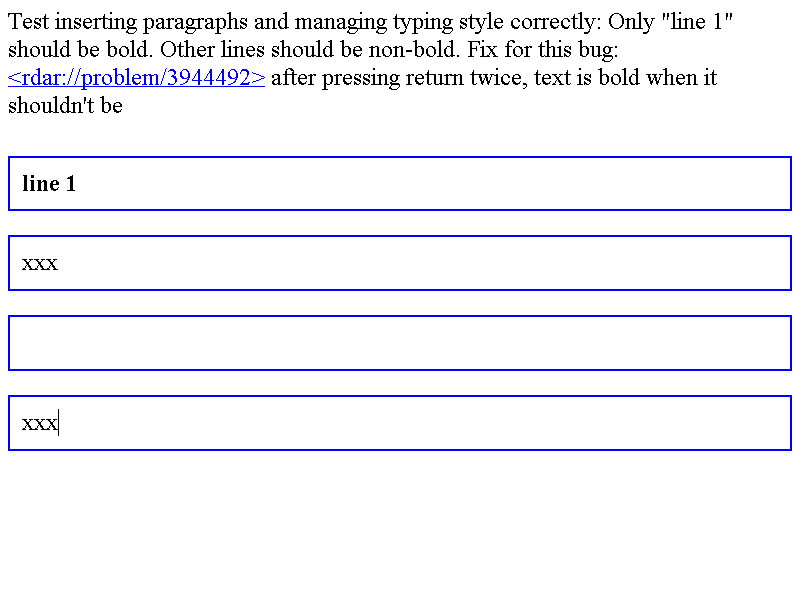 Test inserting paragraphs and managing typing style correctly: Only "line 1"
should be bold. Other lines should be non-bold. Fix for this bug:
<rdar://problem/3944492> after pressing return twice, text is bold when it
shouldn't be
line 1
xxx
xxx